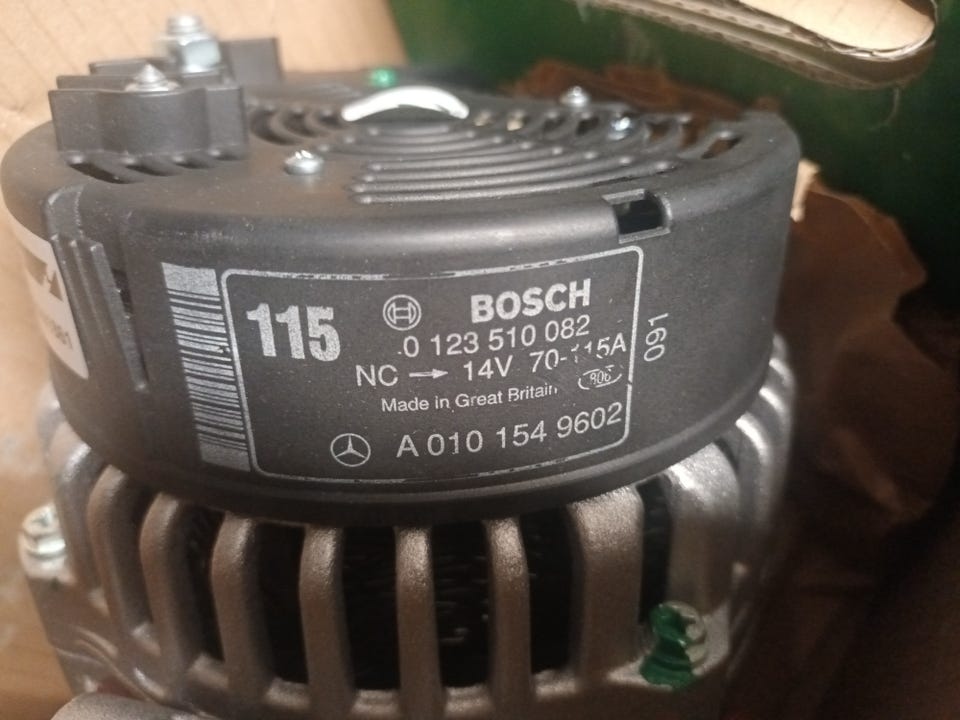 115
BOSCH
0 123 510 082
NC → 14V 70-115A
Made in Great Britain
A 010 154 9602
091